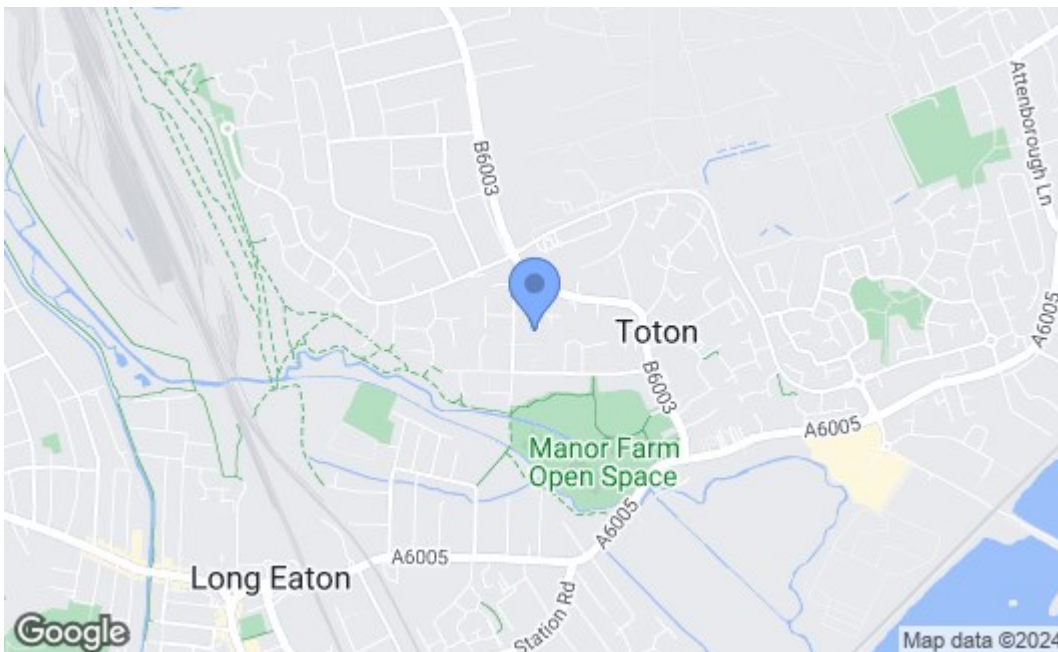 B6003
Attenborough Ln
A6005
Toton
B6003
A6005
Manor Farm
Open Space
A6005
A6005
Long Eaton
Station Rd
Google
Map data ©2024